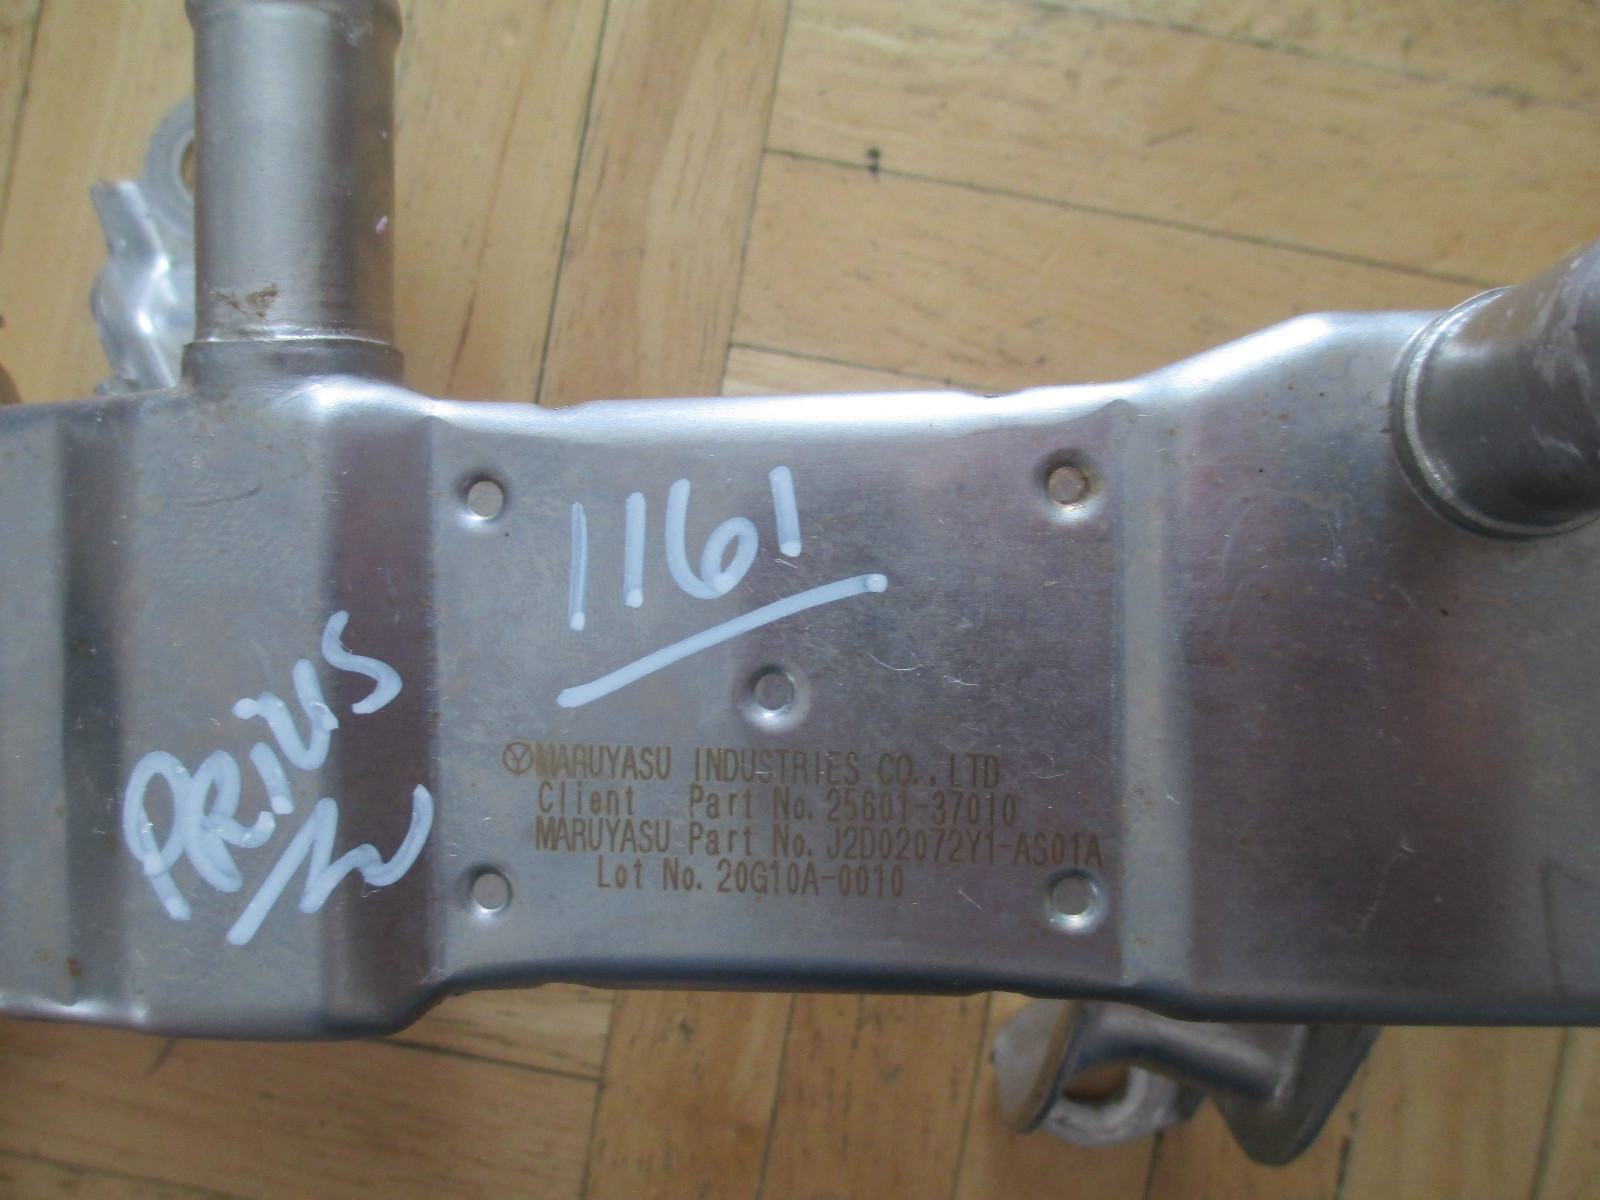 1161
PRiUS
MARUYASU INDUSTRIES CO., LTD
Client Part No. 25601-37010
MARUYASU Part No. J2D02072Y1-AS01A
Lot No. 20G10A-0010